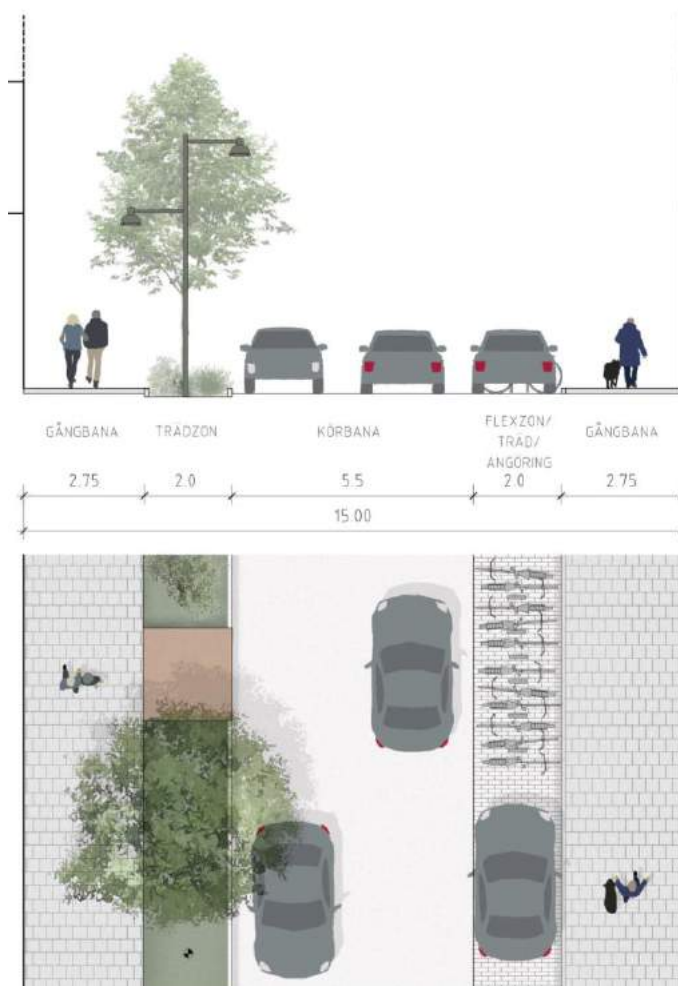 GÅNGBANA TRÄDZON KÖRBANA FLEXZON/ GÅNGBANA
TRÄD/
ANGÖRING
2.75 2.0 5.5 2.0 2.75
15.00